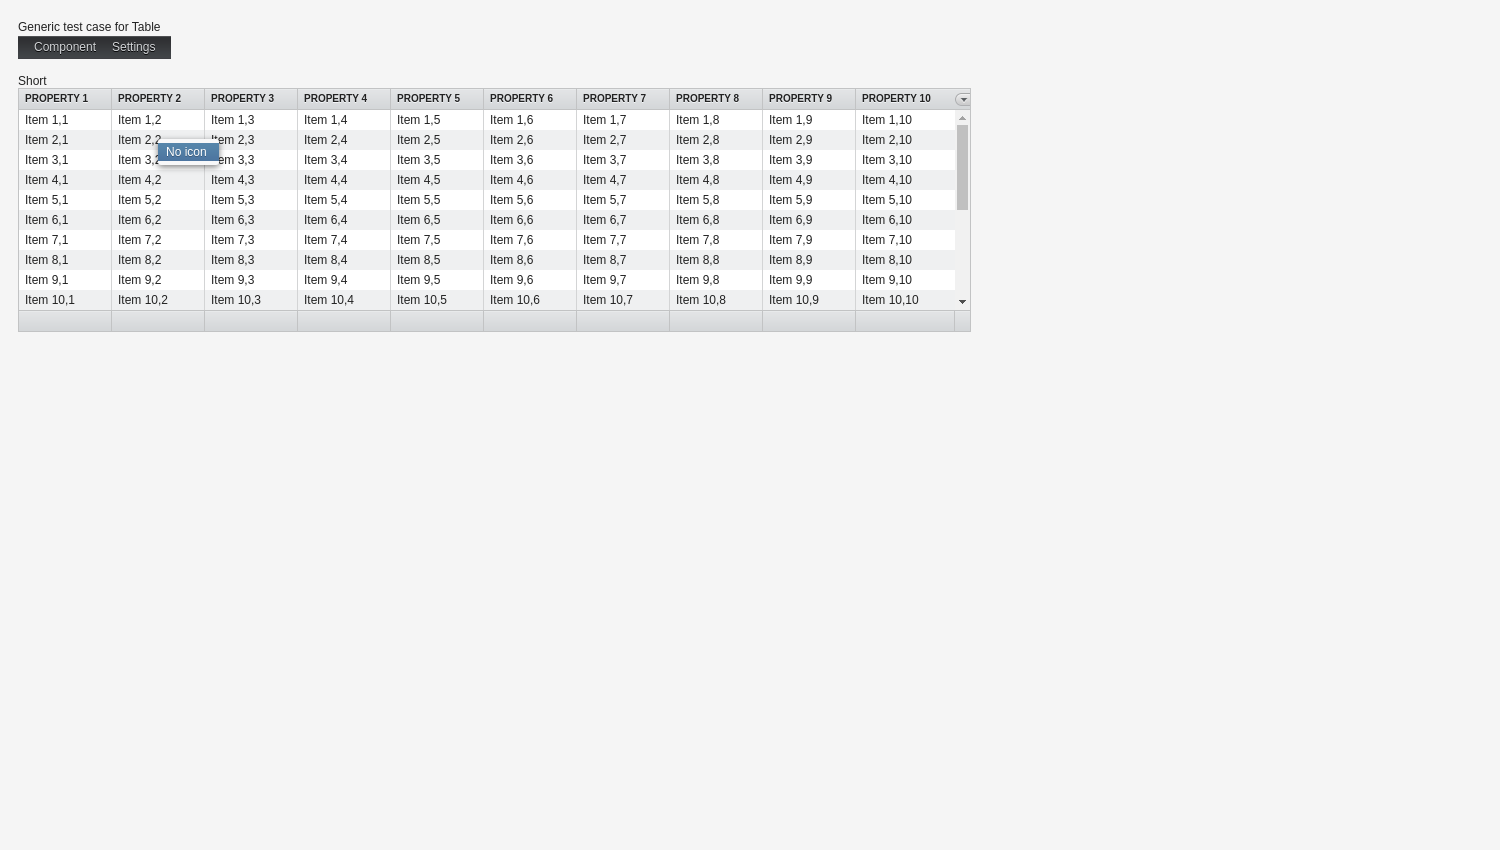 Generic test case for Table
Component Settings
Short
PROPERTY 1 PROPERTY 2 PROPERTY 3 PROPERTY 4 PROPERTY 5 PROPERTY 6 PROPERTY 7 PROPERTY 8 PROPERTY 9 PROPERTY 10
Item 1,1 Item 1,2 Item 1,3 Item 1,4 Item 1,5 Item 1,6 Item 1,7 Item 1,8 Item 1,9 Item 1,10
Item 2,1 Item 2,2 Item 2,3 Item 2,4 Item 2,5 Item 2,6 Item 2,7 Item 2,8 Item 2,9 Item 2,10
No icon
Item 3,1 Item 3,2 Item 3,3 Item 3,4 Item 3,5 Item 3,6 Item 3,7 Item 3,8 Item 3,9 Item 3,10
Item 4,1 Item 4,2 Item 4,3 Item 4,4 Item 4,5 Item 4,6 Item 4,7 Item 4,8 Item 4,9 Item 4,10
Item 5,1 Item 5,2 Item 5,3 Item 5,4 Item 5,5 Item 5,6 Item 5,7 Item 5,8 Item 5,9 Item 5,10
Item 6,1 Item 6,2 Item 6,3 Item 6,4 Item 6,5 Item 6,6 Item 6,7 Item 6,8 Item 6,9 Item 6,10
Item 7,1 Item 7,2 Item 7,3 Item 7,4 Item 7,5 Item 7,6 Item 7,7 Item 7,8 Item 7,9 Item 7,10
Item 8,1 Item 8,2 Item 8,3 Item 8,4 Item 8,5 Item 8,6 Item 8,7 Item 8,8 Item 8,9 Item 8,10
Item 9,1 Item 9,2 Item 9,3 Item 9,4 Item 9,5 Item 9,6 Item 9,7 Item 9,8 Item 9,9 Item 9,10
Item 10,1 Item 10,2 Item 10,3 Item 10,4 Item 10,5 Item 10,6 Item 10,7 Item 10,8 Item 10,9 Item 10,10